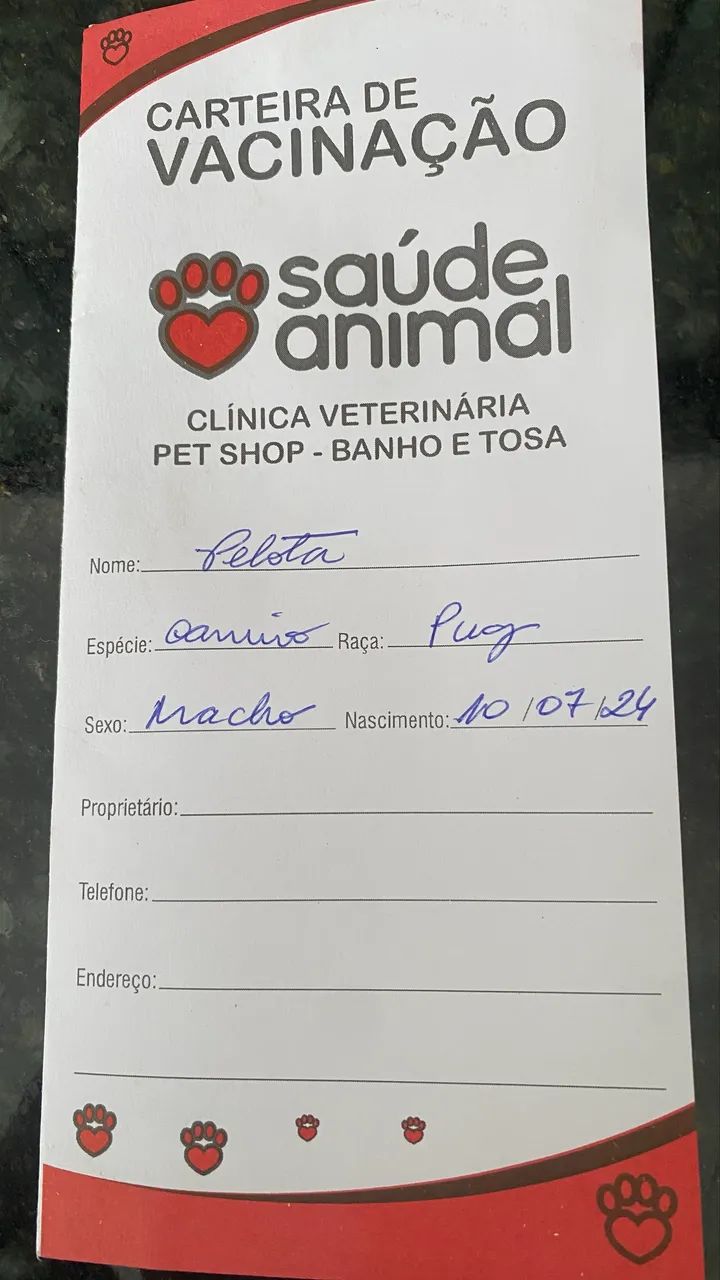 CARTEIRA DE
VACINAÇÃO
saúde
animal
CLÍNICA VETERINÁRIA
PET SHOP - BANHO E TOSA
Nome: Pelota
Espécie: Canino Raça: Pug
Sexo: Macho Nascimento: 10/07/24
Proprietário:
Telefone:
Endereço: